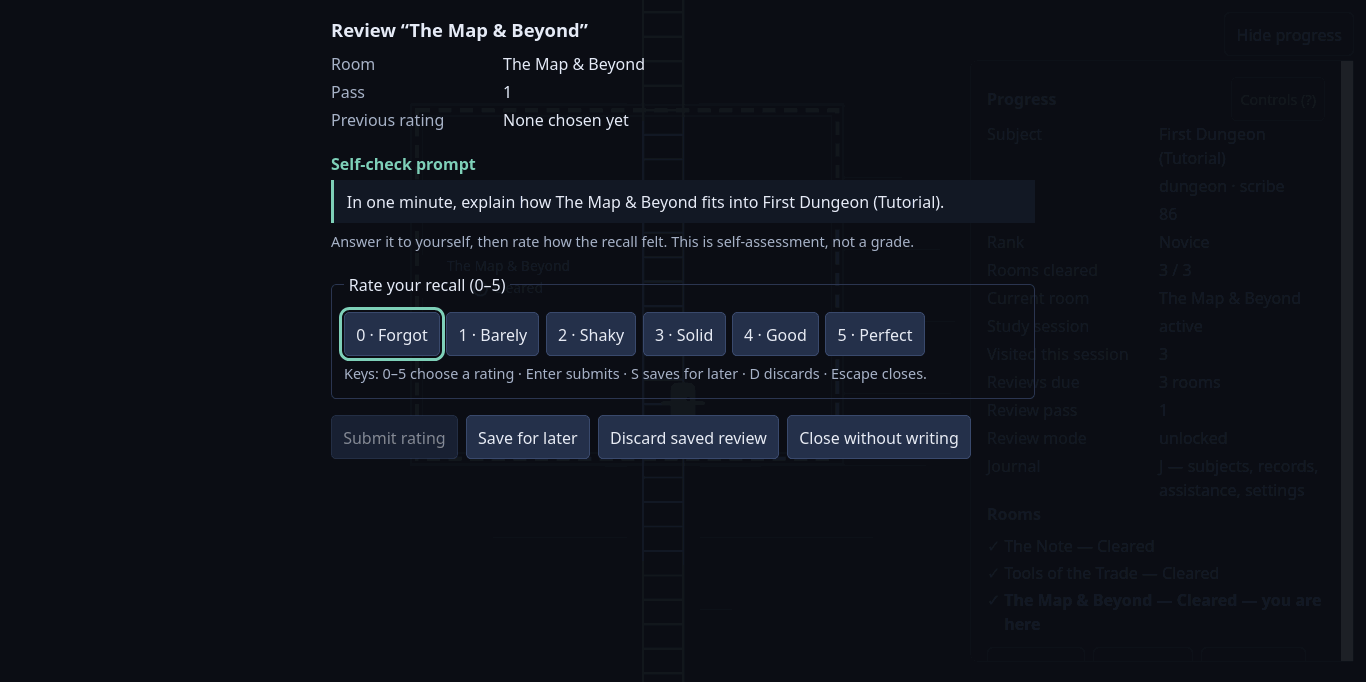 Review “The Map & Beyond”
Room The Map & Beyond
Pass 1
Previous rating None chosen yet
Self-check prompt
In one minute, explain how The Map & Beyond fits into First Dungeon (Tutorial).
Answer it to yourself, then rate how the recall felt. This is self-assessment, not a grade.
The Map & Beyond
Rate your recall (0–5)
0 · Forgot 1 · Barely 2 · Shaky 3 · Solid 4 · Good 5 · Perfect
Keys: 0–5 choose a rating · Enter submits · S saves for later · D discards · Escape closes.
Submit rating Save for later Discard saved review Close without writing
Hide progress
Progress Controls (?)
Subject First Dungeon
(Tutorial)
dungeon · scribe
86
Rank Novice
Rooms cleared 3 / 3
Current room The Map & Beyond
Study session active
Visited this session 3
Reviews due 3 rooms
Review pass 1
Review mode unlocked
Journal J — subjects, records,
assistance, settings
Rooms
✓ The Note — Cleared
✓ Tools of the Trade — Cleared
✓ The Map & Beyond — Cleared — you are
here